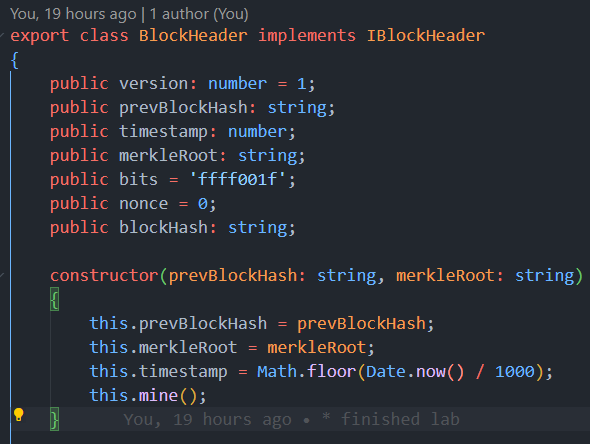 You, 19 hours ago | 1 author (You)
export class BlockHeader implements IBlockHeader
{
    public version: number = 1;
    public prevBlockHash: string;
    public timestamp: number;
    public merkleRoot: string;
    public bits = 'ffff001f';
    public nonce = 0;
    public blockHash: string;

    constructor(prevBlockHash: string, merkleRoot: string)
    {
        this.prevBlockHash = prevBlockHash;
        this.merkleRoot = merkleRoot;
        this.timestamp = Math.floor(Date.now() / 1000);
        this.mine();
    }      You, 19 hours ago • * finished lab